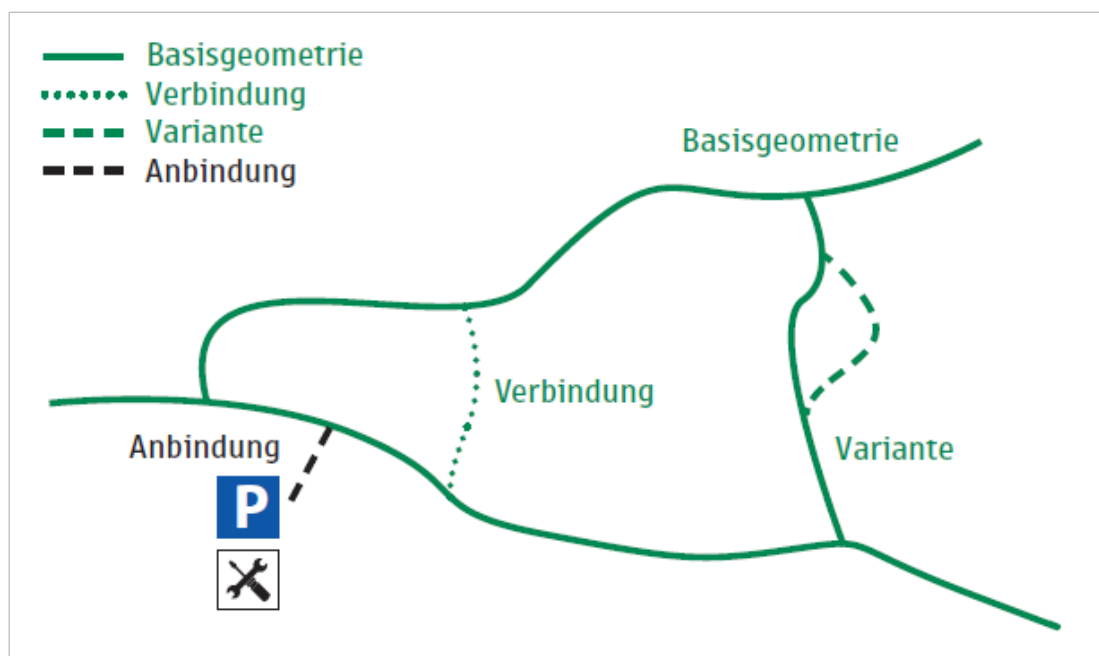 Basisgeometrie
Verbindung
Variante
Anbindung
Basisgeometrie
Verbindung
Anbindung
Variante
P